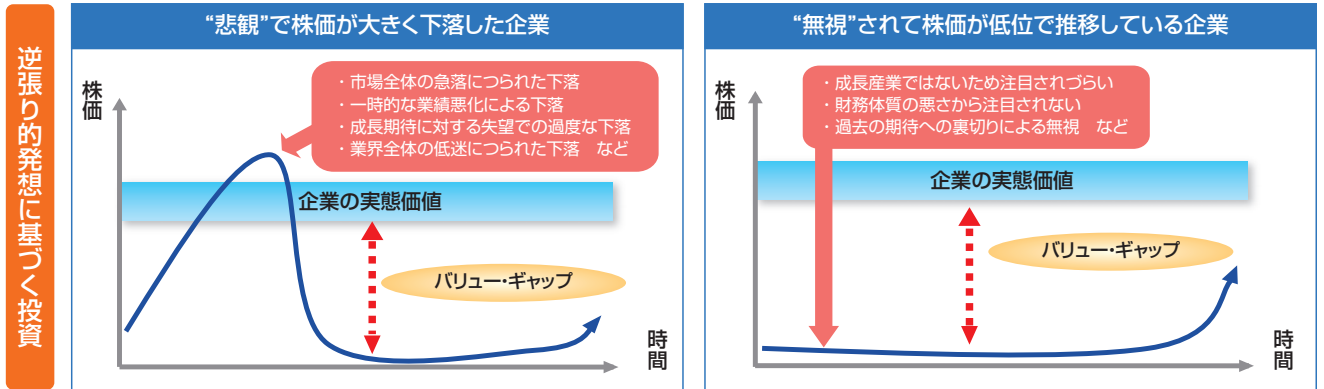 逆張り的発想に基づく投資
“悲観”で株価が大きく下落した企業
株価
・市場全体の急落につられた下落
・一時的な業績悪化による下落
・成長期待に対する失望での過度な下落
・業界全体の低迷につられた下落　など
企業の実態価値
バリュー・ギャップ
時間
“無視”されて株価が低位で推移している企業
株価
・成長産業ではないため注目されづらい
・財務体質の悪さから注目されない
・過去の期待への裏切りによる無視　など
企業の実態価値
バリュー・ギャップ
時間